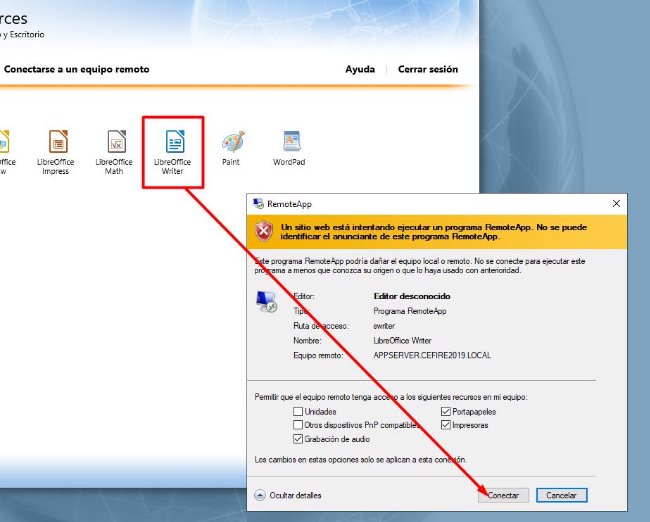 rces
o y Escritorio
Conectarse a un equipo remoto
Ayuda | Cerrar sesión
ffice
w
LibreOffice
Impress
LibreOffice
Math
LibreOffice
Writer
Paint
WordPad
RemoteApp
Un sitio web está intentando ejecutar un programa RemoteApp. No se puede
identificar el anunciante de este programa RemoteApp.
Este programa RemoteApp podría dañar el equipo local o remoto. No se conecte para ejecutar este
programa a menos que conozca su origen o que lo haya usado con anterioridad.
Editor: Editor desconocido
Tipo: Programa RemoteApp
Ruta de acceso: swriter
Nombre: LibreOffice Writer
Equipo remoto: APPSERVER.CEFIRE2019.LOCAL
Permitir que el equipo remoto tenga acceso a los siguientes recursos en mi equipo:
Unidades
Portapapeles
Otros dispositivos PnP compatibles
Impresoras
Grabación de audio
Los cambios en estas opciones solo se aplican a esta conexión.
Ocultar detalles
Conectar
Cancelar